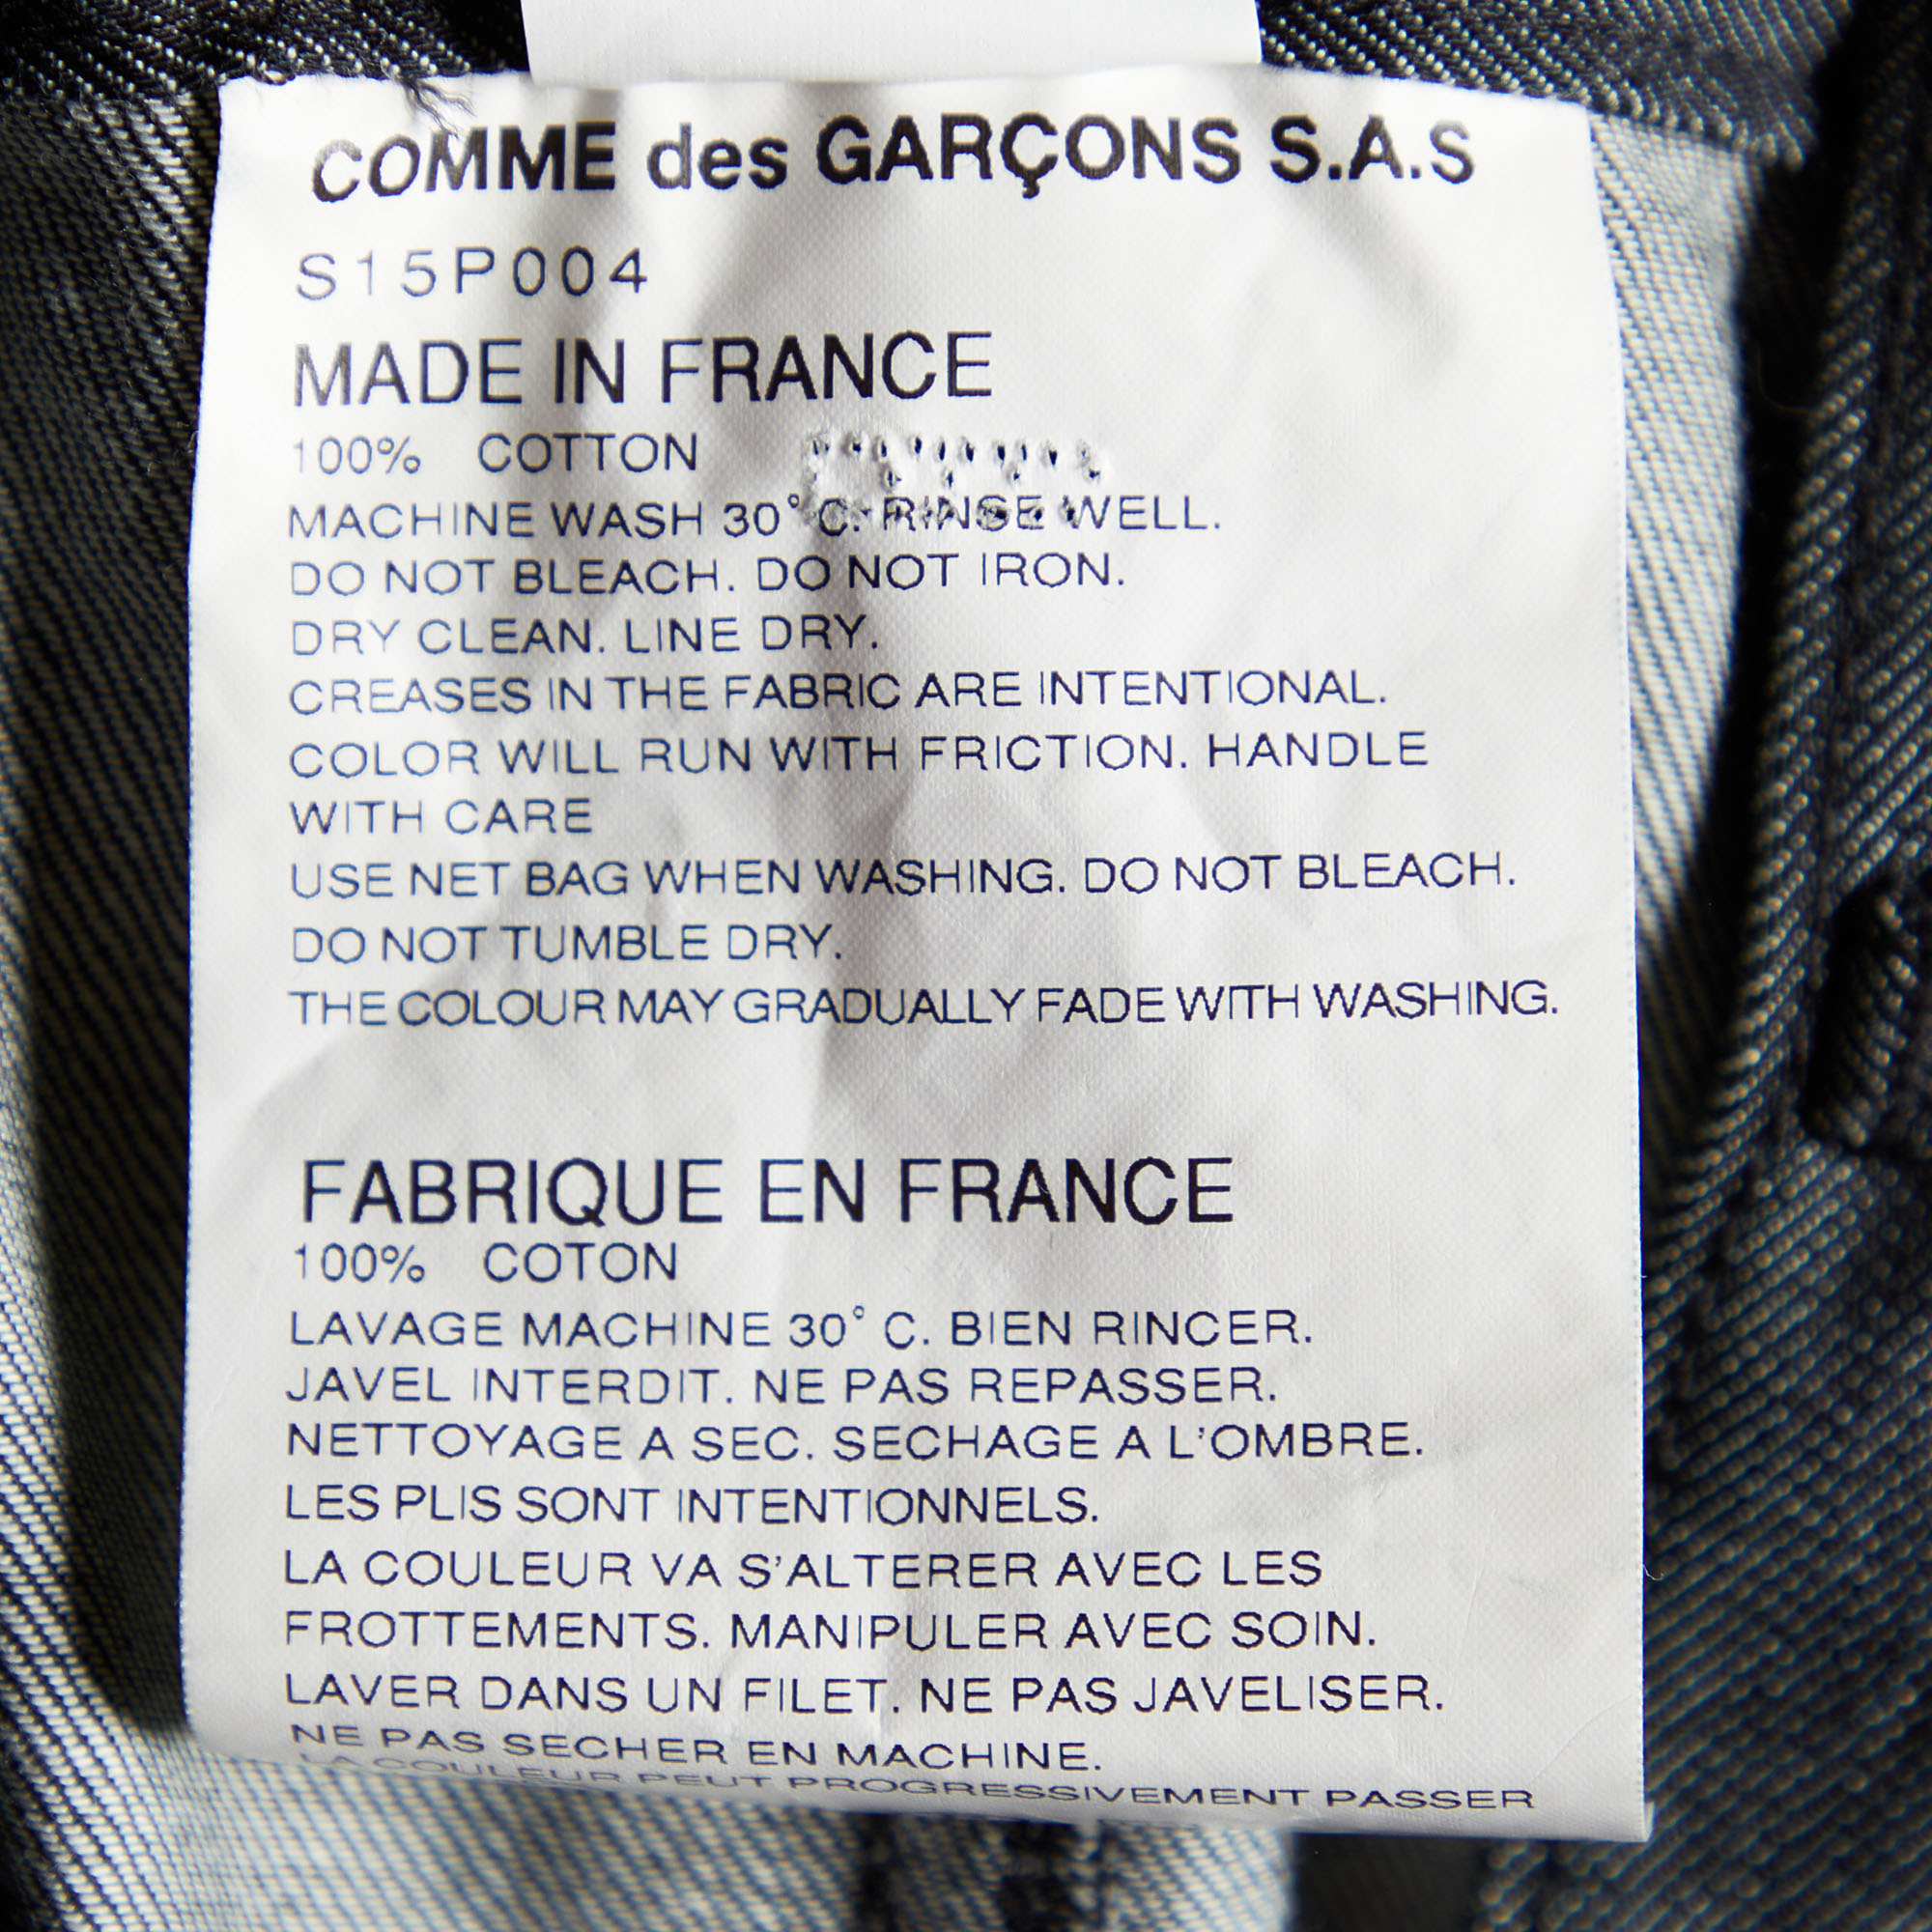 COMME des GARÇONS S.A.S
S15P004
MADE IN FRANCE
100% COTTON
MACHINE WASH 30°C. RINSE WELL.
DO NOT BLEACH. DO NOT IRON.
DRY CLEAN. LINE DRY.
CREASES IN THE FABRIC ARE INTENTIONAL.
COLOR WILL RUN WITH FRICTION. HANDLE
WITH CARE
USE NET BAG WHEN WASHING. DO NOT BLEACH.
DO NOT TUMBLE DRY.
THE COLOUR MAY GRADUALLY FADE WITH WASHING.
FABRIQUE EN FRANCE
100% COTON
LAVAGE MACHINE 30° C. BIEN RINCER.
JAVEL INTERDIT. NE PAS REPASSER.
NETTOYAGE A SEC. SECHAGE A L'OMBRE.
LES PLIS SONT INTENTIONNELS.
LA COULEUR VA S'ALTERER AVEC LES
FROTTEMENTS. MANIPULER AVEC SOIN.
LAVER DANS UN FILET. NE PAS JAVELISER.
NE PAS SECHER EN MACHINE.
LA COULEUR PEUT PROGRESSIVEMENT PASSER